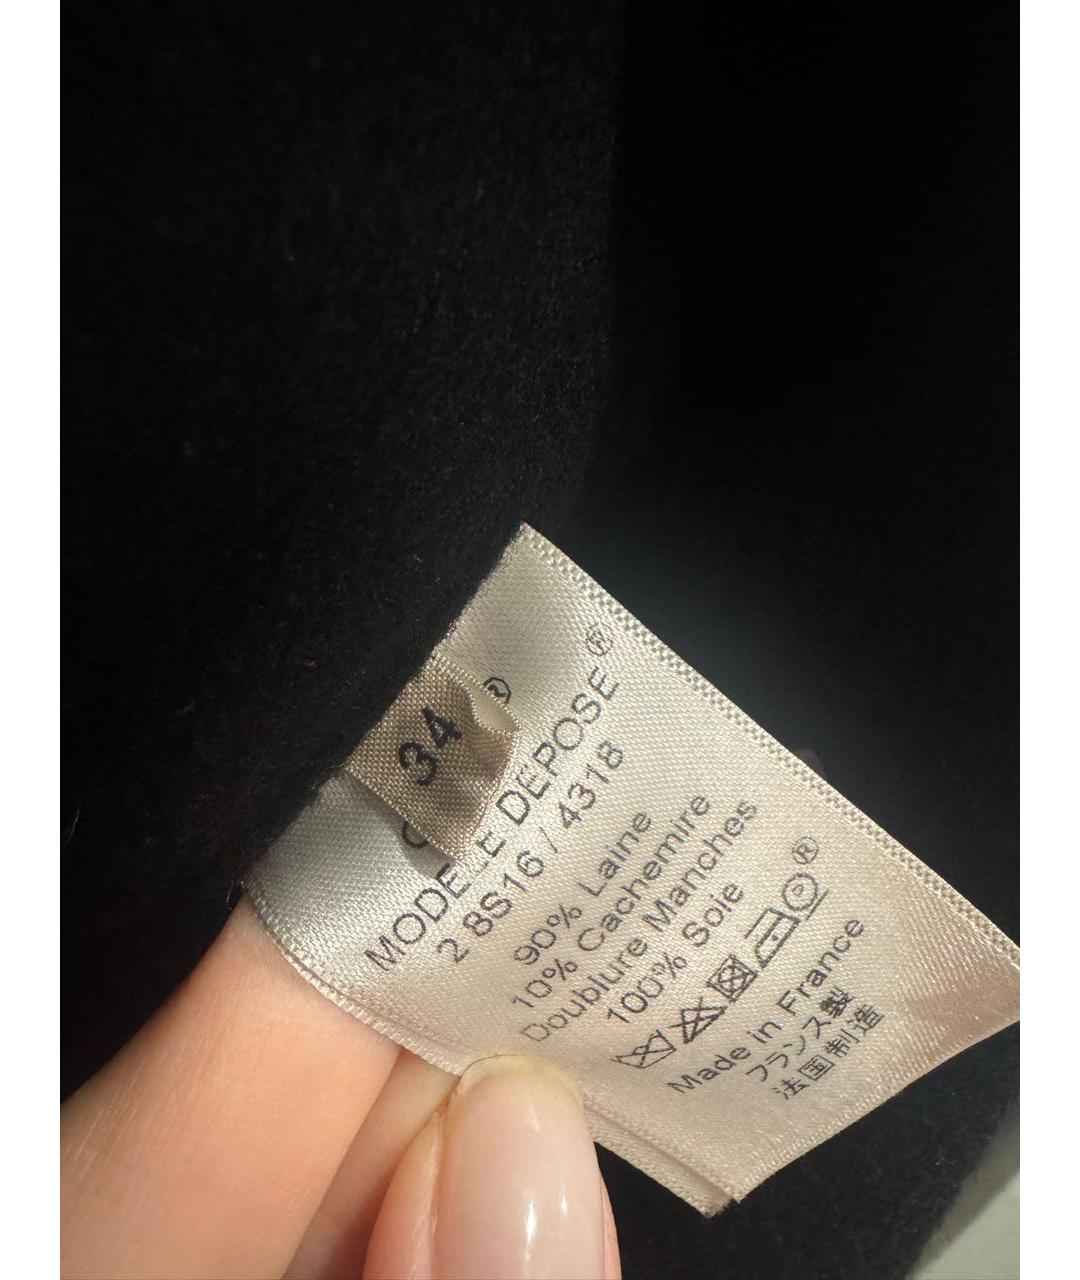 34
®
MODELE DEPOSE®
2 8S16 / 4318
90% Laine
10% Cachemire
Doublure Manches
100% Soie
®
Made in France
フランス製
法国制造